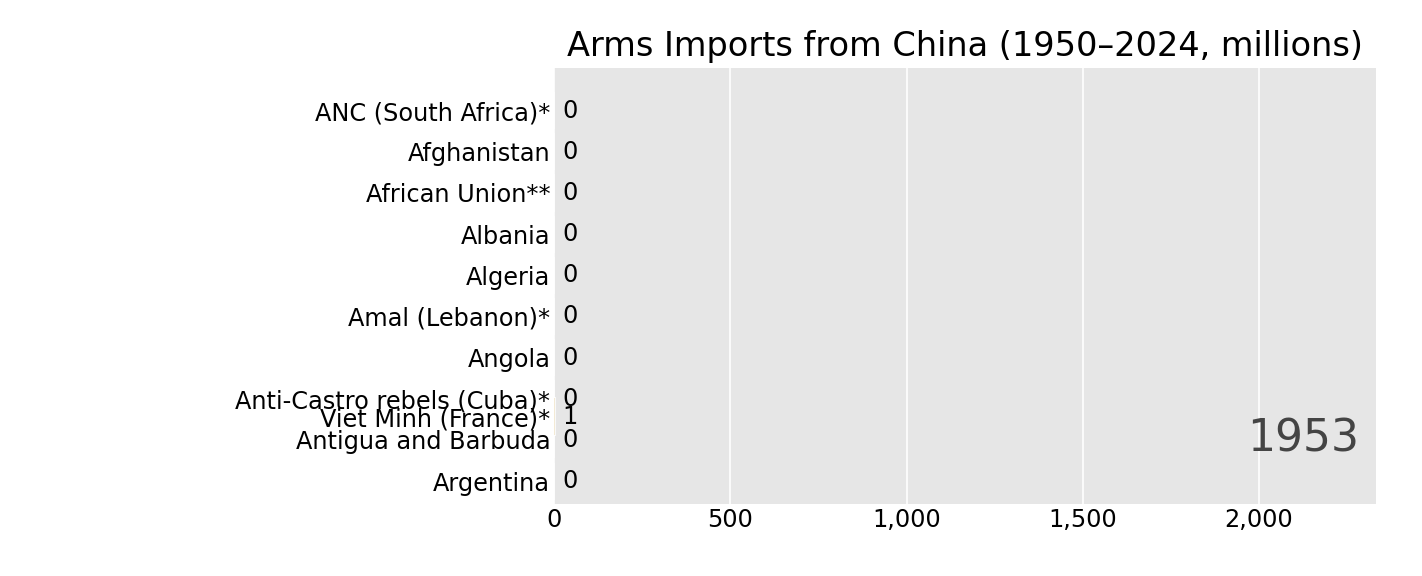 Arms Imports from China (1950–2024, millions)
ANC (South Africa)* 0
Afghanistan 0
African Union** 0
Albania 0
Algeria 0
Amal (Lebanon)* 0
Angola 0
Anti-Castro rebels (Cuba)* 0
Viet Minh (France)* 1
Antigua and Barbuda 0
1953
Argentina 0
0 500 1,000 1,500 2,000